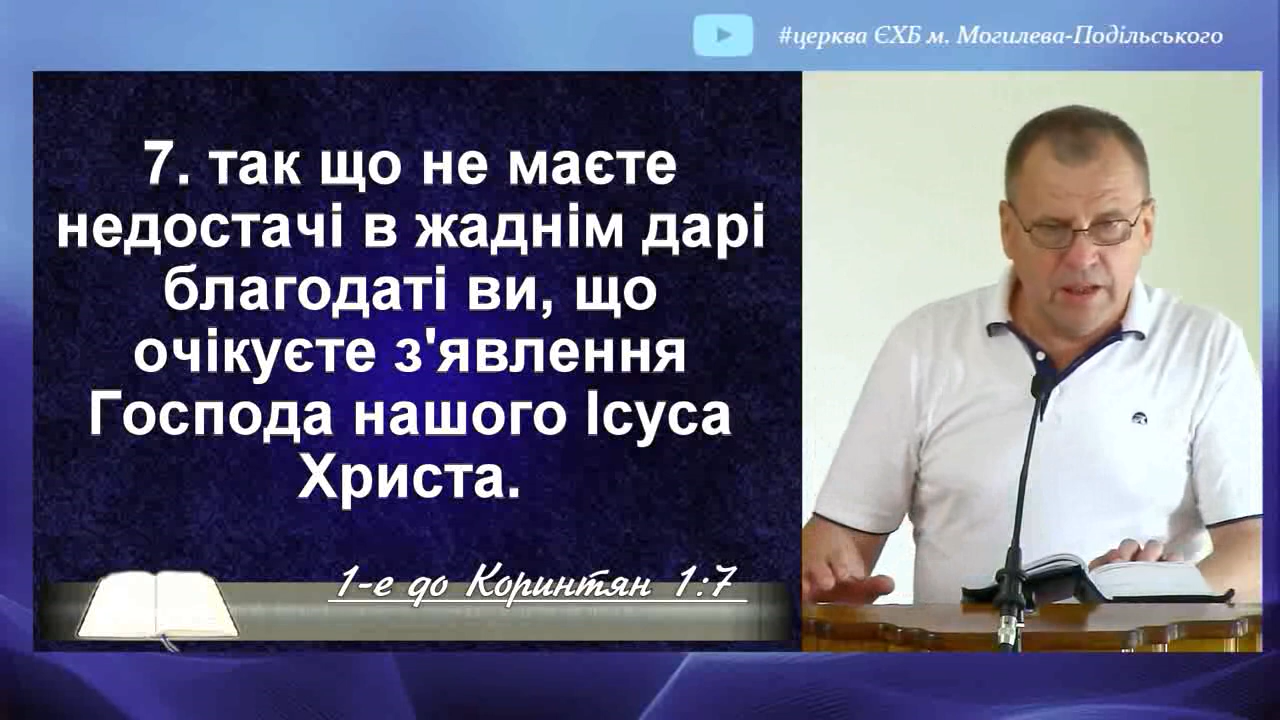 #церква ЄХБ м. Могилева-Подільського
7. так що не маєте
недостачі в жаднім дарі
благодаті ви, що
очікуєте з'явлення
Господа нашого Ісуса
Христа.
1-е до Коринтян 1:7